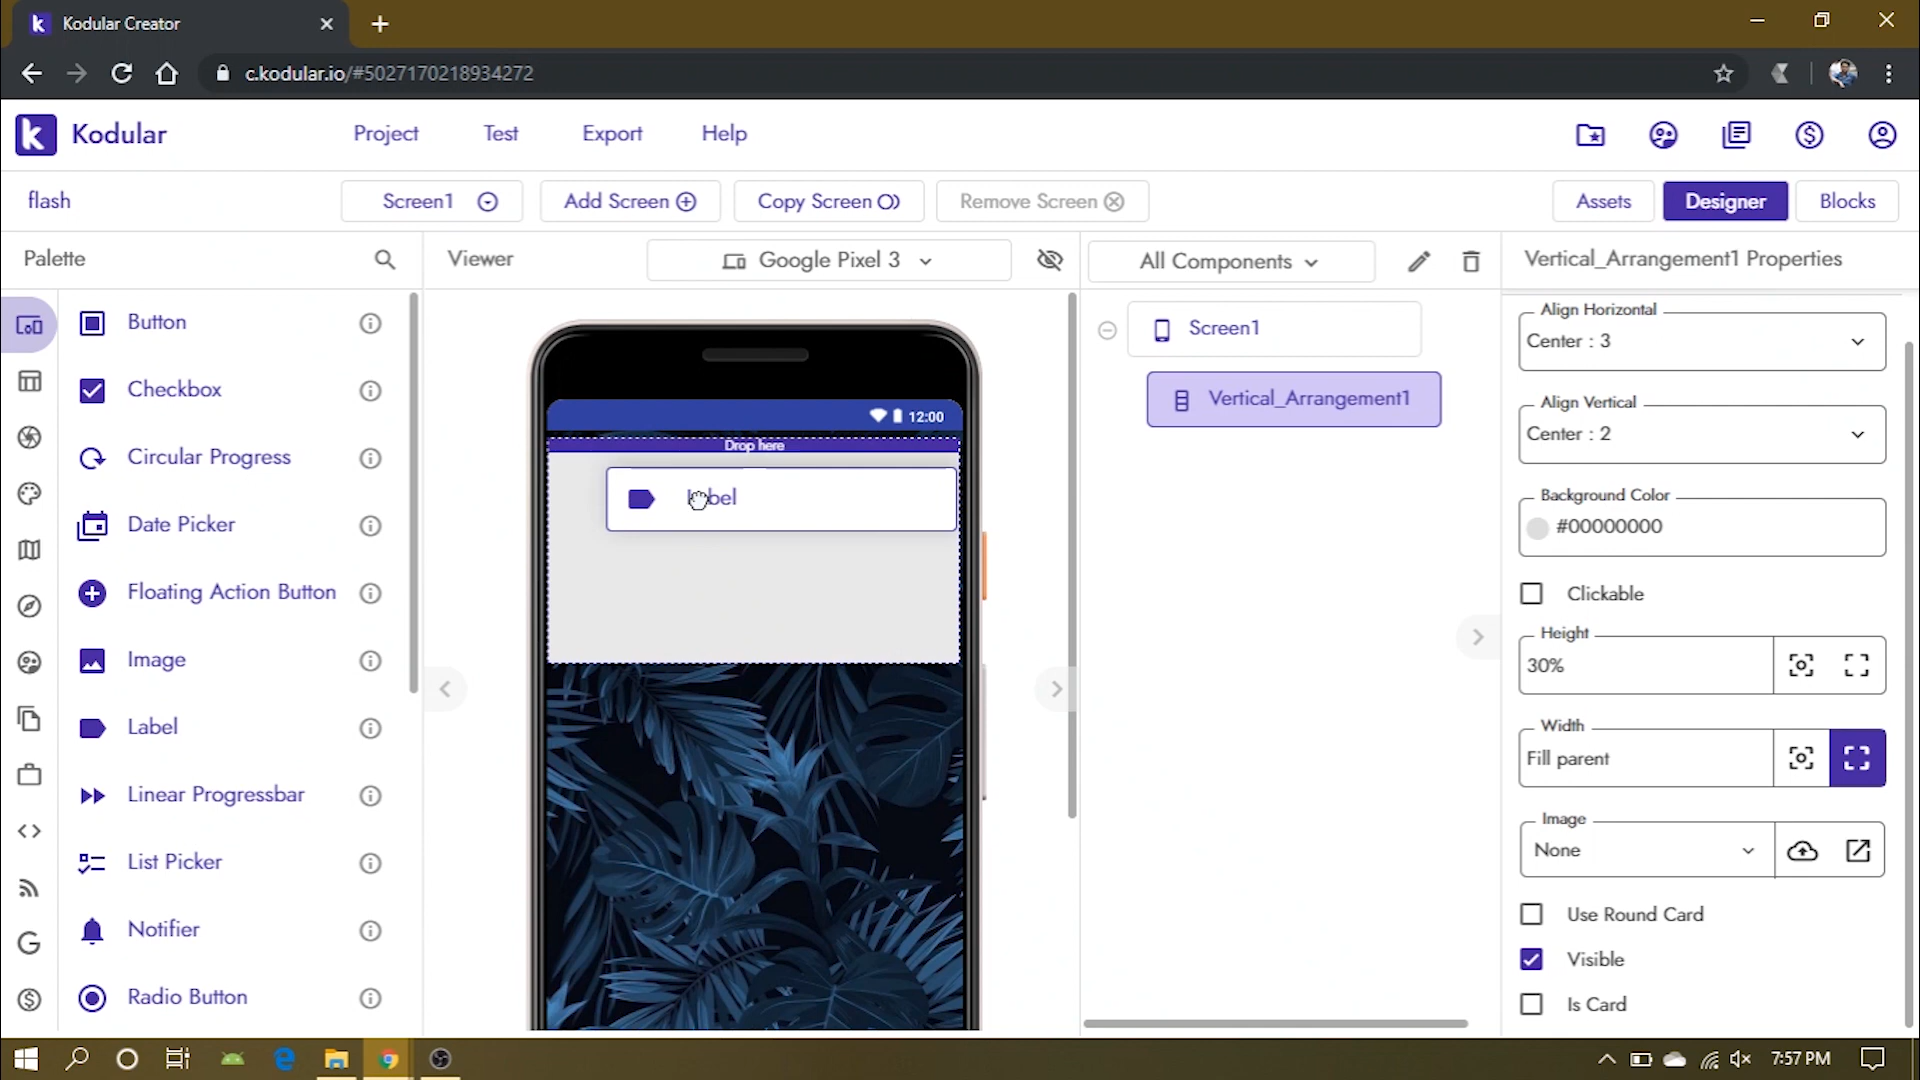 Kodular Creator
c.kodular.io/#5027170218934272
Kodular
Project
Test
Export
Help
flash
Screen1
Add Screen
Copy Screen
Remove Screen
Assets
Designer
Blocks
Palette
Viewer
Google Pixel 3
All Components
Vertical_Arrangement1 Properties
Button
Checkbox
Circular Progress
Date Picker
Floating Action Button
Image
Label
Linear Progressbar
List Picker
Notifier
Radio Button
12:00
Drop here
Label
Screen1
Vertical_Arrangement1
Align Horizontal
Center : 3
Align Vertical
Center : 2
Background Color
#00000000
Clickable
Height
30%
Width
Fill parent
Image
None
Use Round Card
Visible
Is Card
7:57 PM